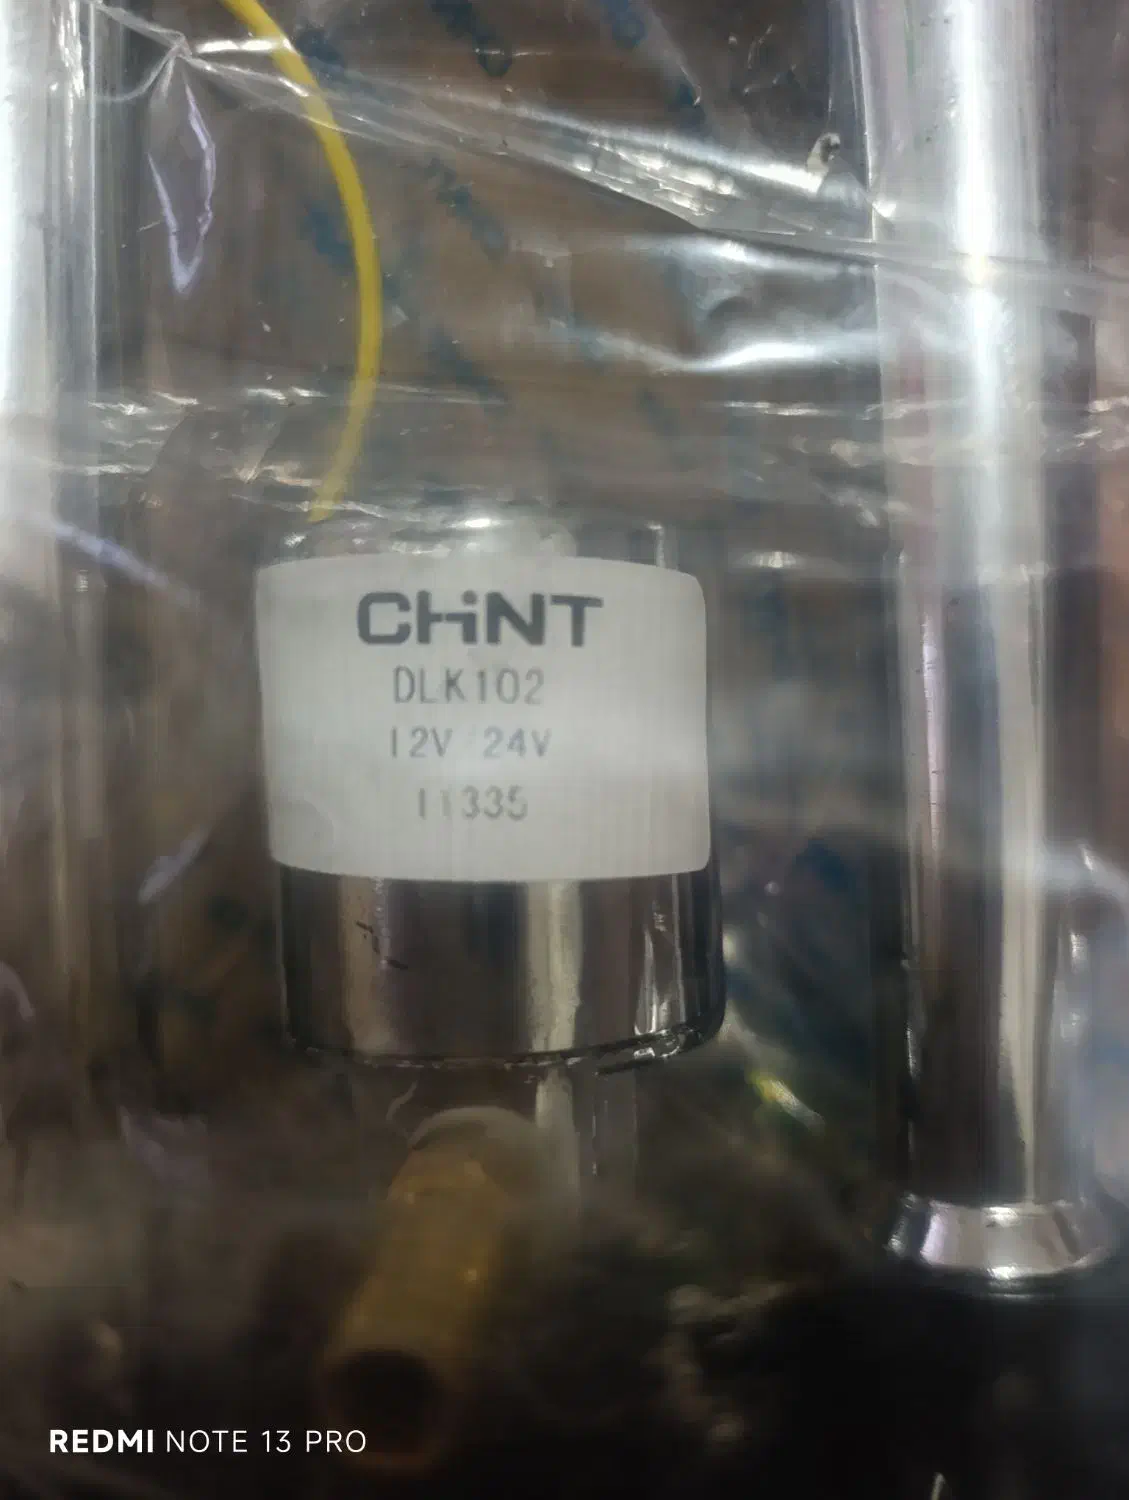 CHiNT
DLK102
12V 24V
11335
REDMI NOTE 13 PRO